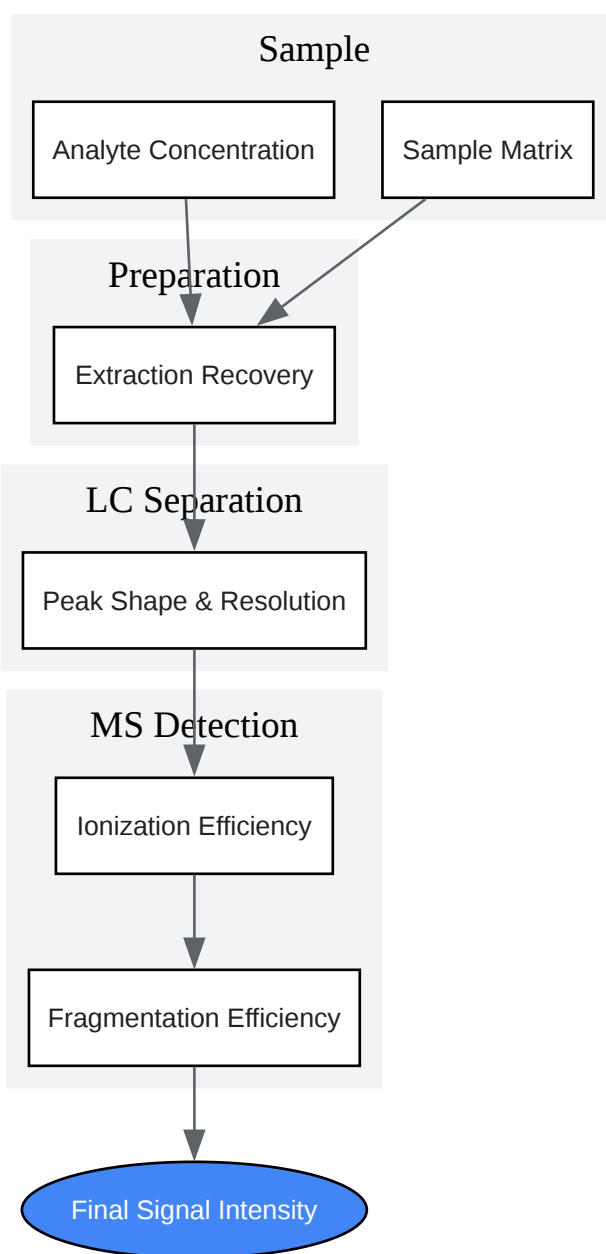 Sample
Analyte Concentration
Sample Matrix
Preparation
Extraction Recovery
LC Separation
Peak Shape & Resolution
MS Detection
Ionization Efficiency
Fragmentation Efficiency
Final Signal Intensity